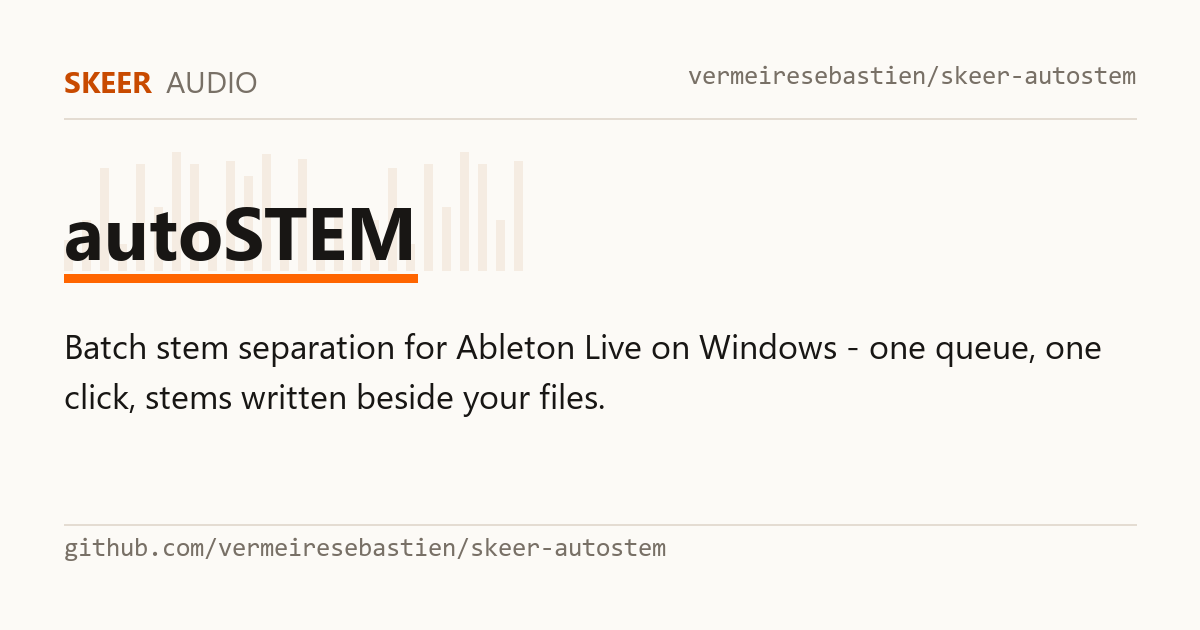 SKEER AUDIO
vermeiresebastien/skeer-autostem
autoSTEM
Batch stem separation for Ableton Live on Windows - one queue, one
click, stems written beside your files.
github.com/vermeiresebastien/skeer-autostem